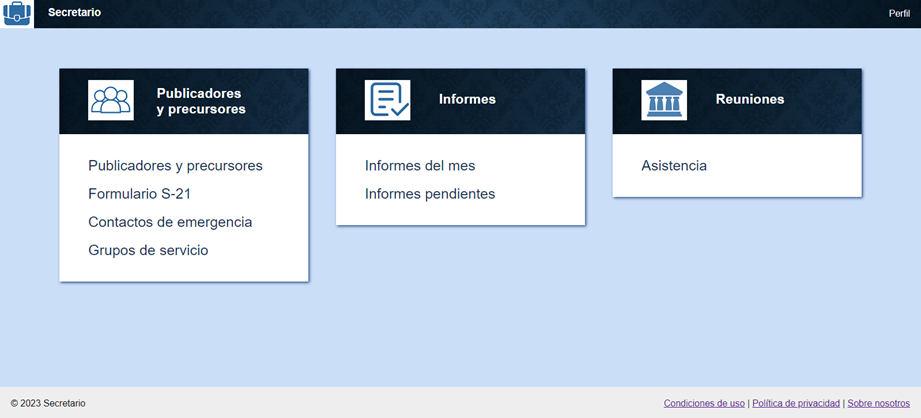 Secretario
Perfil
Publicadores
y precursores
Publicadores y precursores
Formulario S-21
Contactos de emergencia
Grupos de servicio
Informes
Informes del mes
Informes pendientes
Reuniones
Asistencia
© 2023 Secretario
Condiciones de uso | Política de privacidad | Sobre nosotros